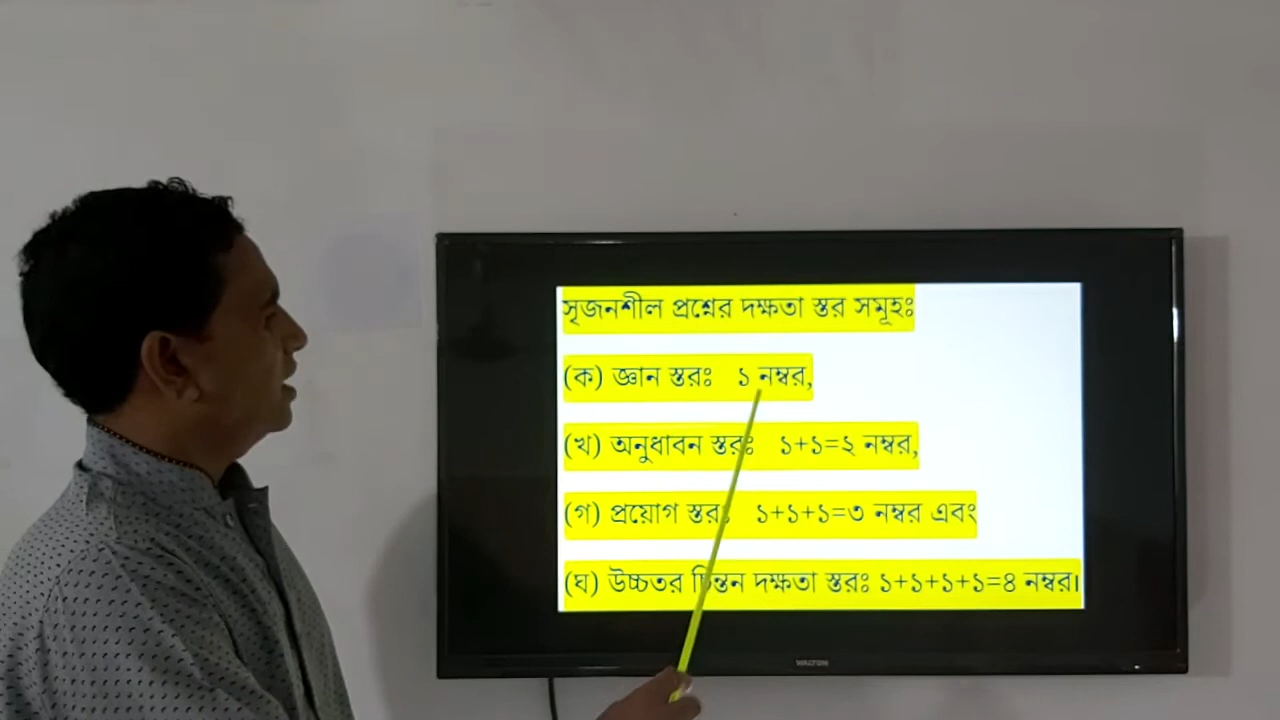 সৃজনশীল প্রশ্নের দক্ষতা স্তর সমূহঃ
(ক) জ্ঞান স্তরঃ ১ নম্বর,
(খ) অনুধাবন স্তরঃ ১+১=২ নম্বর,
(গ) প্রয়োগ স্তরঃ ১+১+১=৩ নম্বর এবং
(ঘ) উচ্চতর চিন্তন দক্ষতা স্তরঃ ১+১+১+১=৪ নম্বর।
WALTON